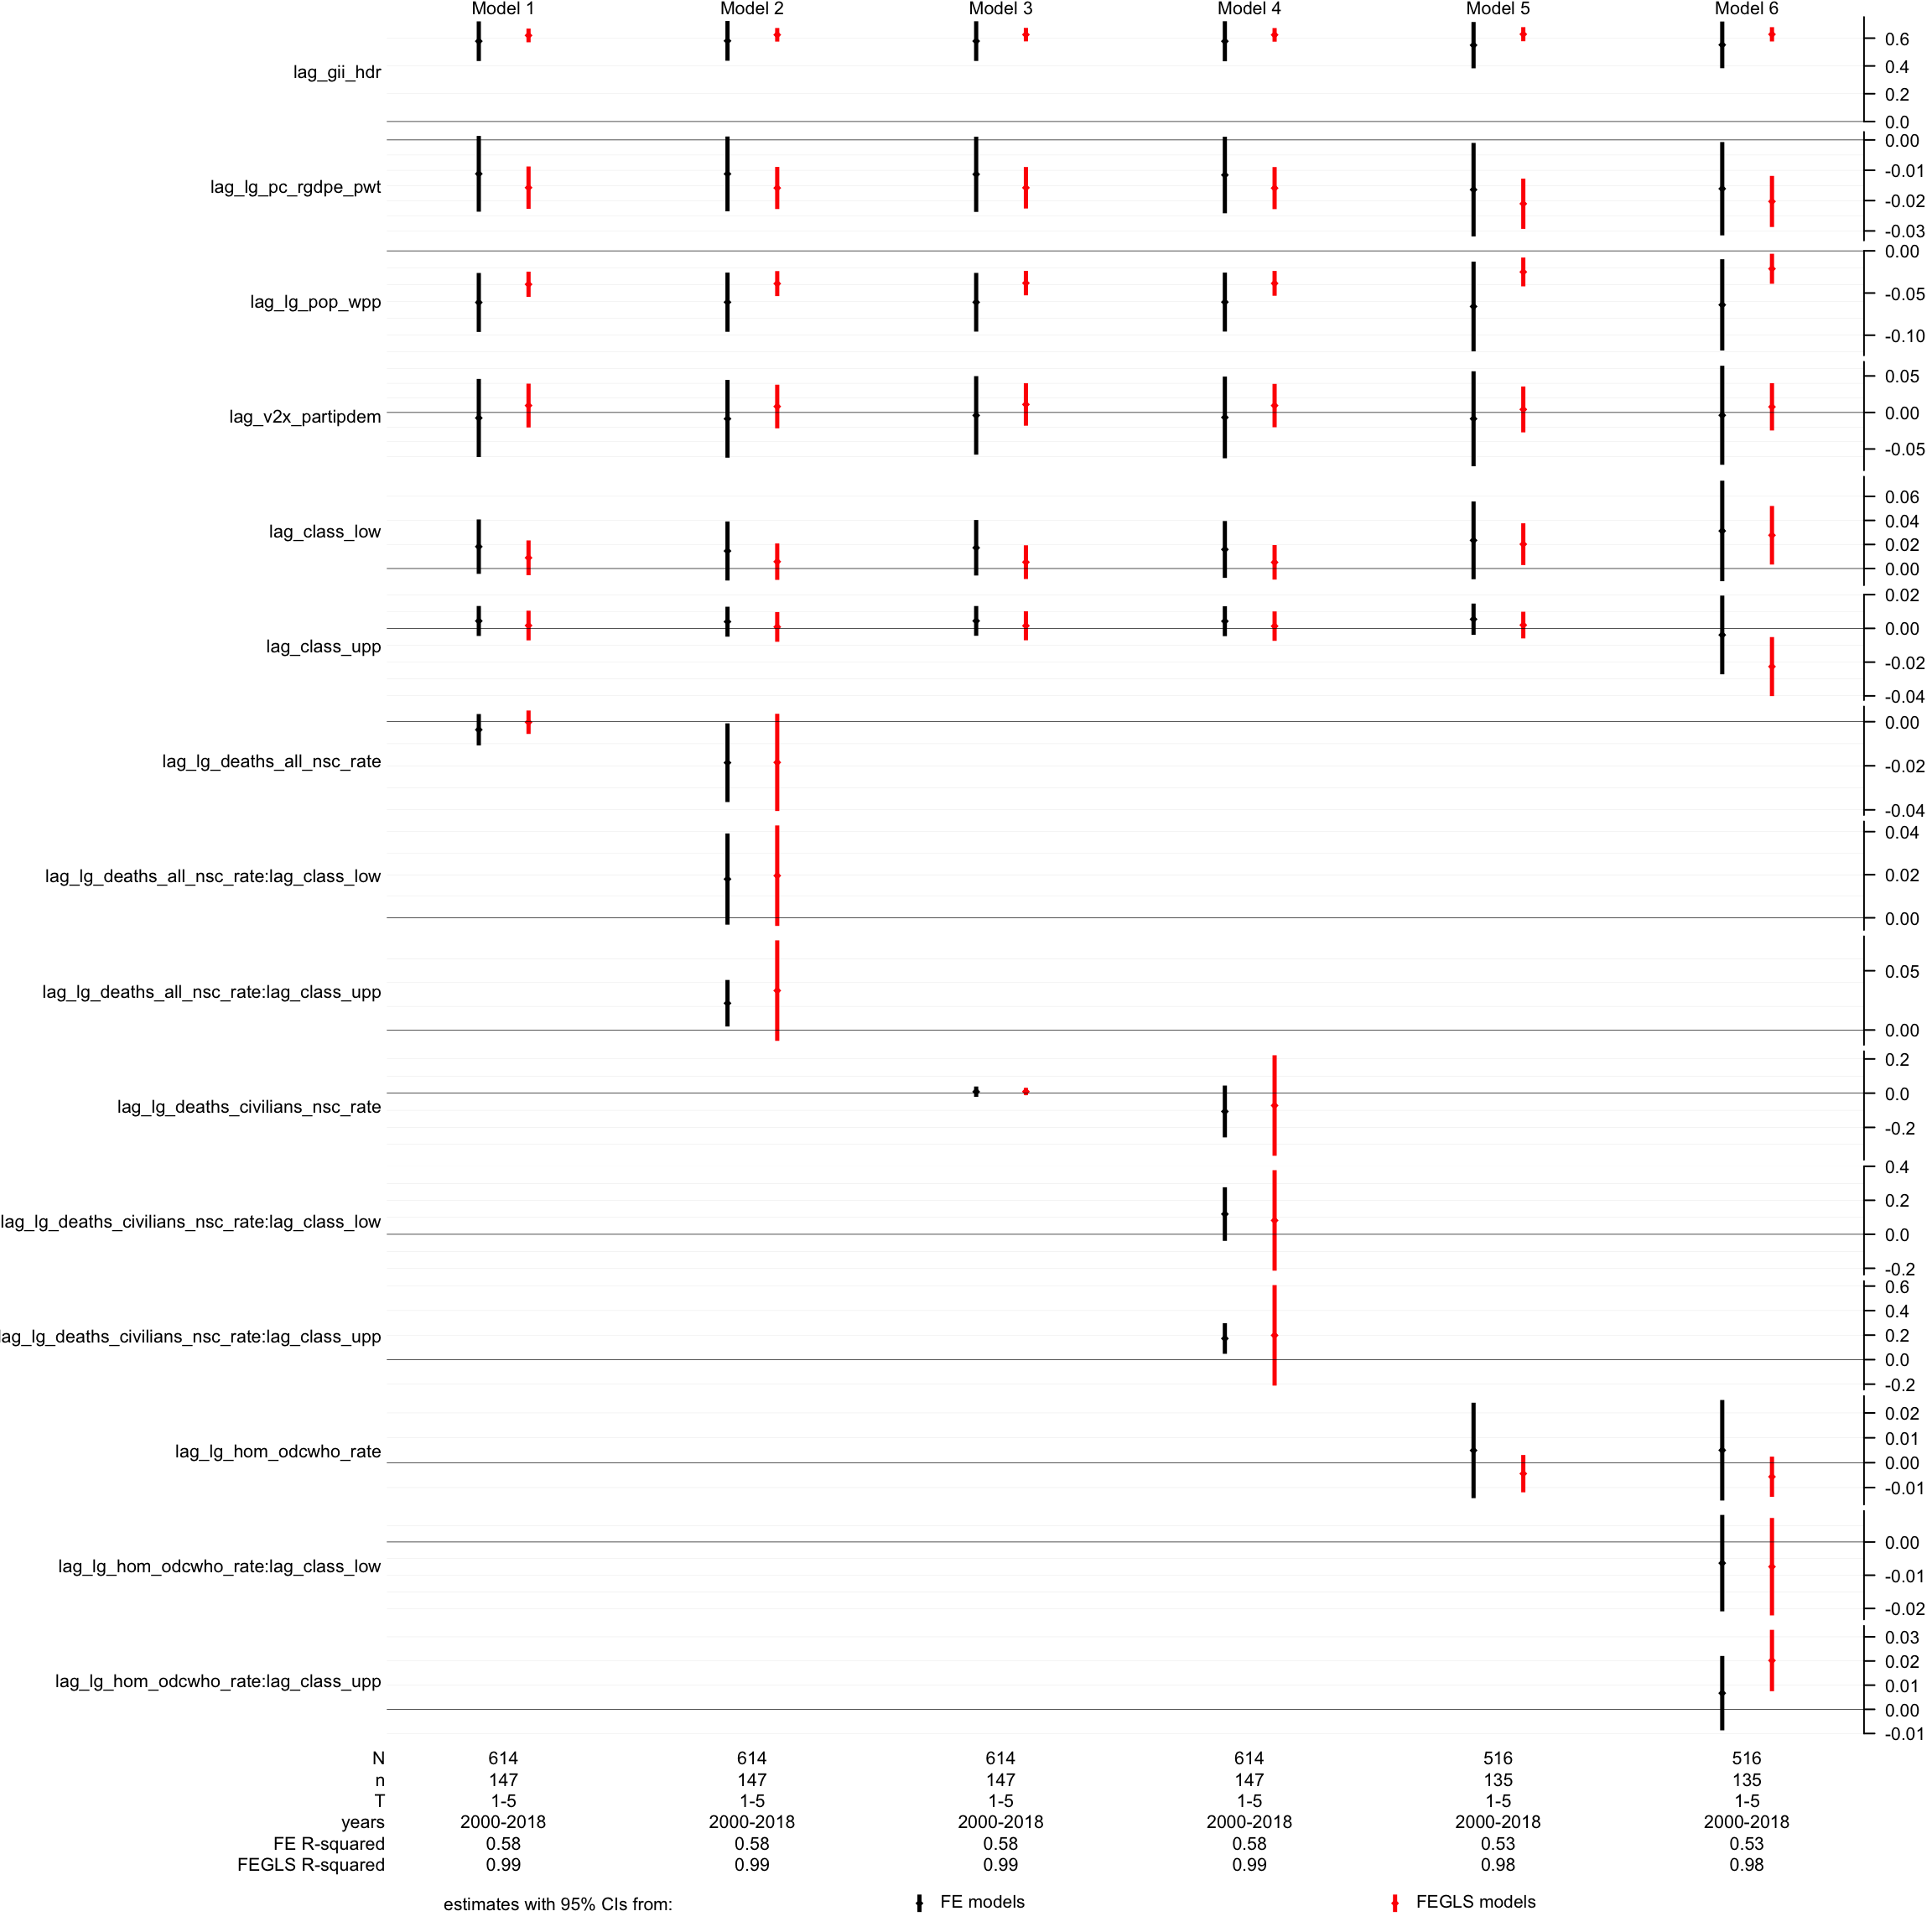 Model 1 Model 2 Model 3 Model 4 Model 5 Model 6
lag_gii_hdr
0.6
0.4
0.2
0.0
lag_lg_pc_rgdpe_pwt
0.00
-0.01
-0.02
-0.03
lag_lg_pop_wpp
0.00
-0.05
-0.10
lag_v2x_partipdem
0.05
0.00
-0.05
lag_class_low
0.06
0.04
0.02
0.00
lag_class_upp
0.02
0.00
-0.02
-0.04
lag_lg_deaths_all_nsc_rate
0.00
-0.02
-0.04
lag_lg_deaths_all_nsc_rate:lag_class_low
0.04
0.02
0.00
lag_lg_deaths_all_nsc_rate:lag_class_upp
0.05
0.00
lag_lg_deaths_civilians_nsc_rate
0.2
0.0
-0.2
lag_lg_deaths_civilians_nsc_rate:lag_class_low
0.4
0.2
0.0
-0.2
lag_lg_deaths_civilians_nsc_rate:lag_class_upp
0.6
0.4
0.2
0.0
-0.2
lag_lg_hom_odcwho_rate
0.02
0.01
0.00
-0.01
lag_lg_hom_odcwho_rate:lag_class_low
0.00
-0.01
-0.02
lag_lg_hom_odcwho_rate:lag_class_upp
0.03
0.02
0.01
0.00
-0.01
N 614 614 614 614 516 516
n 147 147 147 147 135 135
T 1-5 1-5 1-5 1-5 1-5 1-5
years 2000-2018 2000-2018 2000-2018 2000-2018 2000-2018 2000-2018
FE R-squared 0.58 0.58 0.58 0.58 0.53 0.53
FEGLS R-squared 0.99 0.99 0.99 0.99 0.98 0.98
estimates with 95% CIs from: FE models FEGLS models